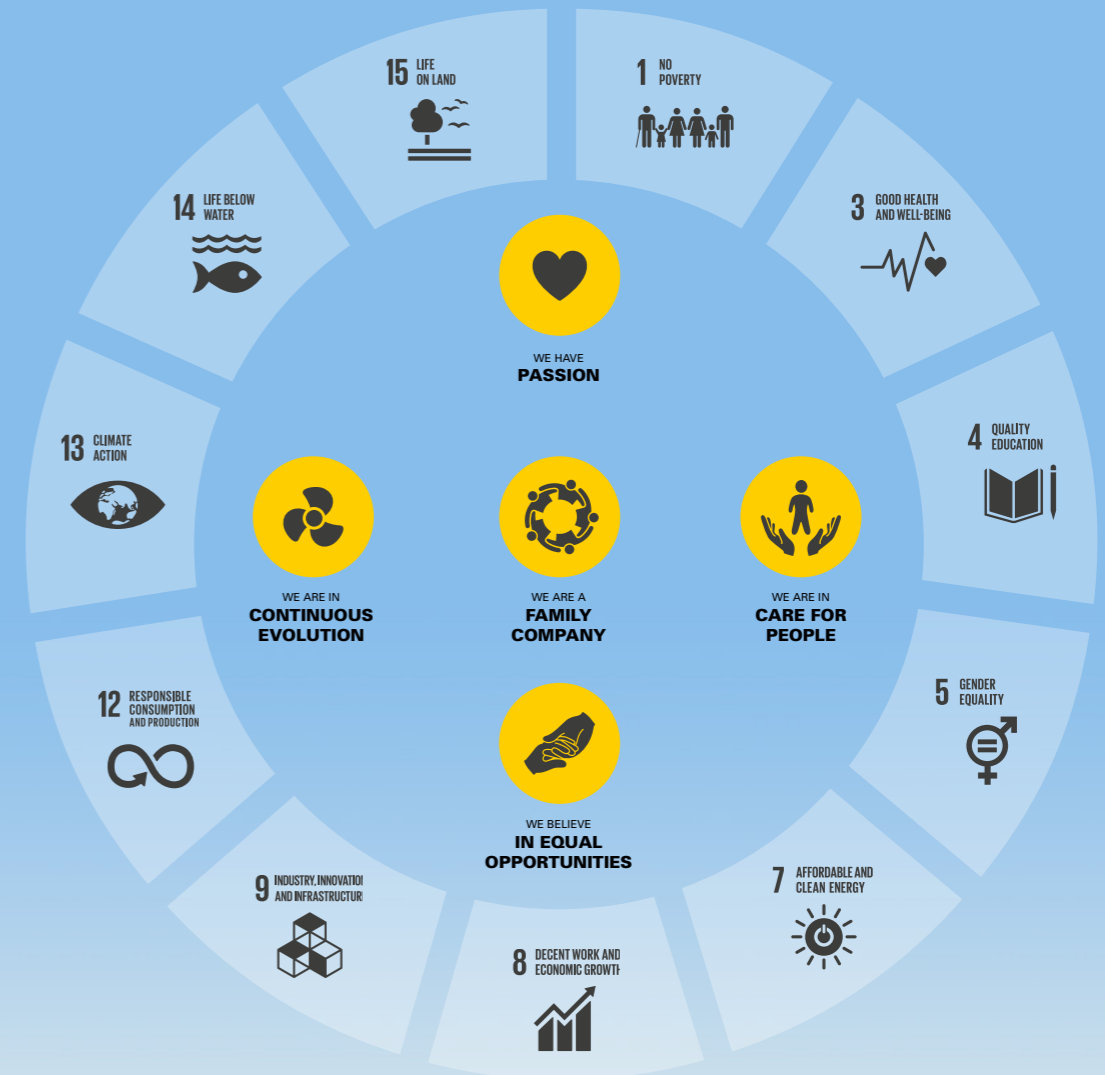 15 LIFE
ON LAND
1 NO
POVERTY
14 LIFE BELOW
WATER
3 GOOD HEALTH
AND WELL-BEING
WE HAVE
PASSION
13 CLIMATE
ACTION
4 QUALITY
EDUCATION
WE ARE IN
CONTINUOUS
EVOLUTION
WE ARE A
FAMILY
COMPANY
WE ARE IN
CARE FOR
PEOPLE
12 RESPONSIBLE
CONSUMPTION
AND PRODUCTION
5 GENDER
EQUALITY
WE BELIEVE
IN EQUAL
OPPORTUNITIES
9 INDUSTRY, INNOVATIO
AND INFRASTRUCTUR
7 AFFORDABLE AND
CLEAN ENERGY
8 DECENT WORK AND
ECONOMIC GROWT